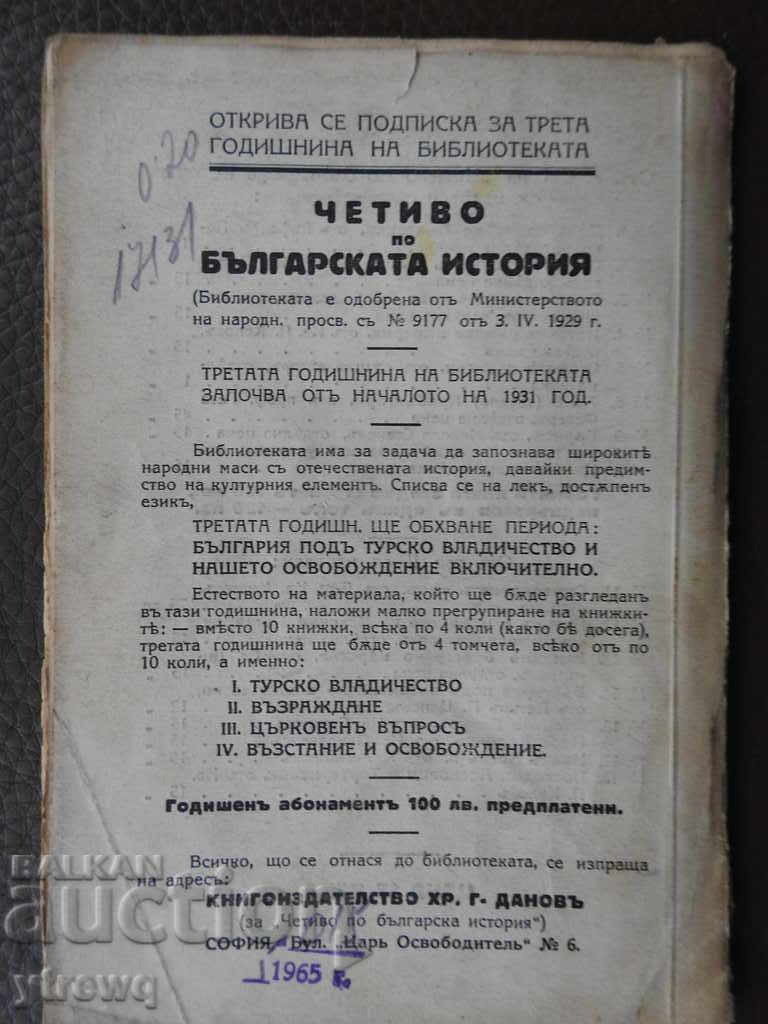 ОТКРИВА СЕ ПОДПИСКА ЗА ТРЕТА
ГОДИШНИНА НА БИБЛИОТЕКАТА
0.20
17131
ЧЕТИВО
по
БЪЛГАРСКАТА ИСТОРИЯ
(Библиотеката е одобрена отъ Министерството
на народн. просв. съ № 9177 отъ 3. IV. 1929 г.
ТРЕТАТА ГОДИШНИНА НА БИБЛИОТЕКАТА
ЗАПОЧВА ОТЪ НАЧАЛОТО НА 1931 ГОД.
Библиотеката има за задача да запознава широкитѣ
народни маси съ отечествената история, давайки предим-
ство на културния елементъ. Списва се на лекъ, достѫпенъ
езикъ,
ТРЕТАТА ГОДИШН. ЩЕ ОБХВАНЕ ПЕРИОДА:
БЪЛГАРИЯ ПОДЪ ТУРСКО ВЛАДИЧЕСТВО И
НАШЕТО ОСВОБОЖДЕНИЕ ВКЛЮЧИТЕЛНО.
Естеството на материала, който ще бѫде разгледанъ
въ тази годишнина, наложи малко прегрупиране на книжки-
тѣ: — вмѣсто 10 книжки, всѣка по 4 коли (както бѣ досега),
третата годишнина ще бѫде отъ 4 томчета, всѣко отъ по
10 коли, а именно:
I. ТУРСКО ВЛАДИЧЕСТВО
II. ВЪЗРАЖДАНЕ
III. ЦЪРКОВЕНЪ ВЪПРОСЪ
IV. ВЪЗСТАНИЕ И ОСВОБОЖДЕНИЕ.
Годишенъ абонаментъ 100 лв. предплатени.
Всичко, що се отнася до библиотеката, се изпраща
на адресъ:
КНИГОИЗДАТЕЛСТВО ХР. Г. ДАНОВЪ
(за „Четиво по българска история“)
СОФИЯ, Бул. „Царь Освободитель“ № 6.
1965 г.
BALKAN
auction
ytrewq